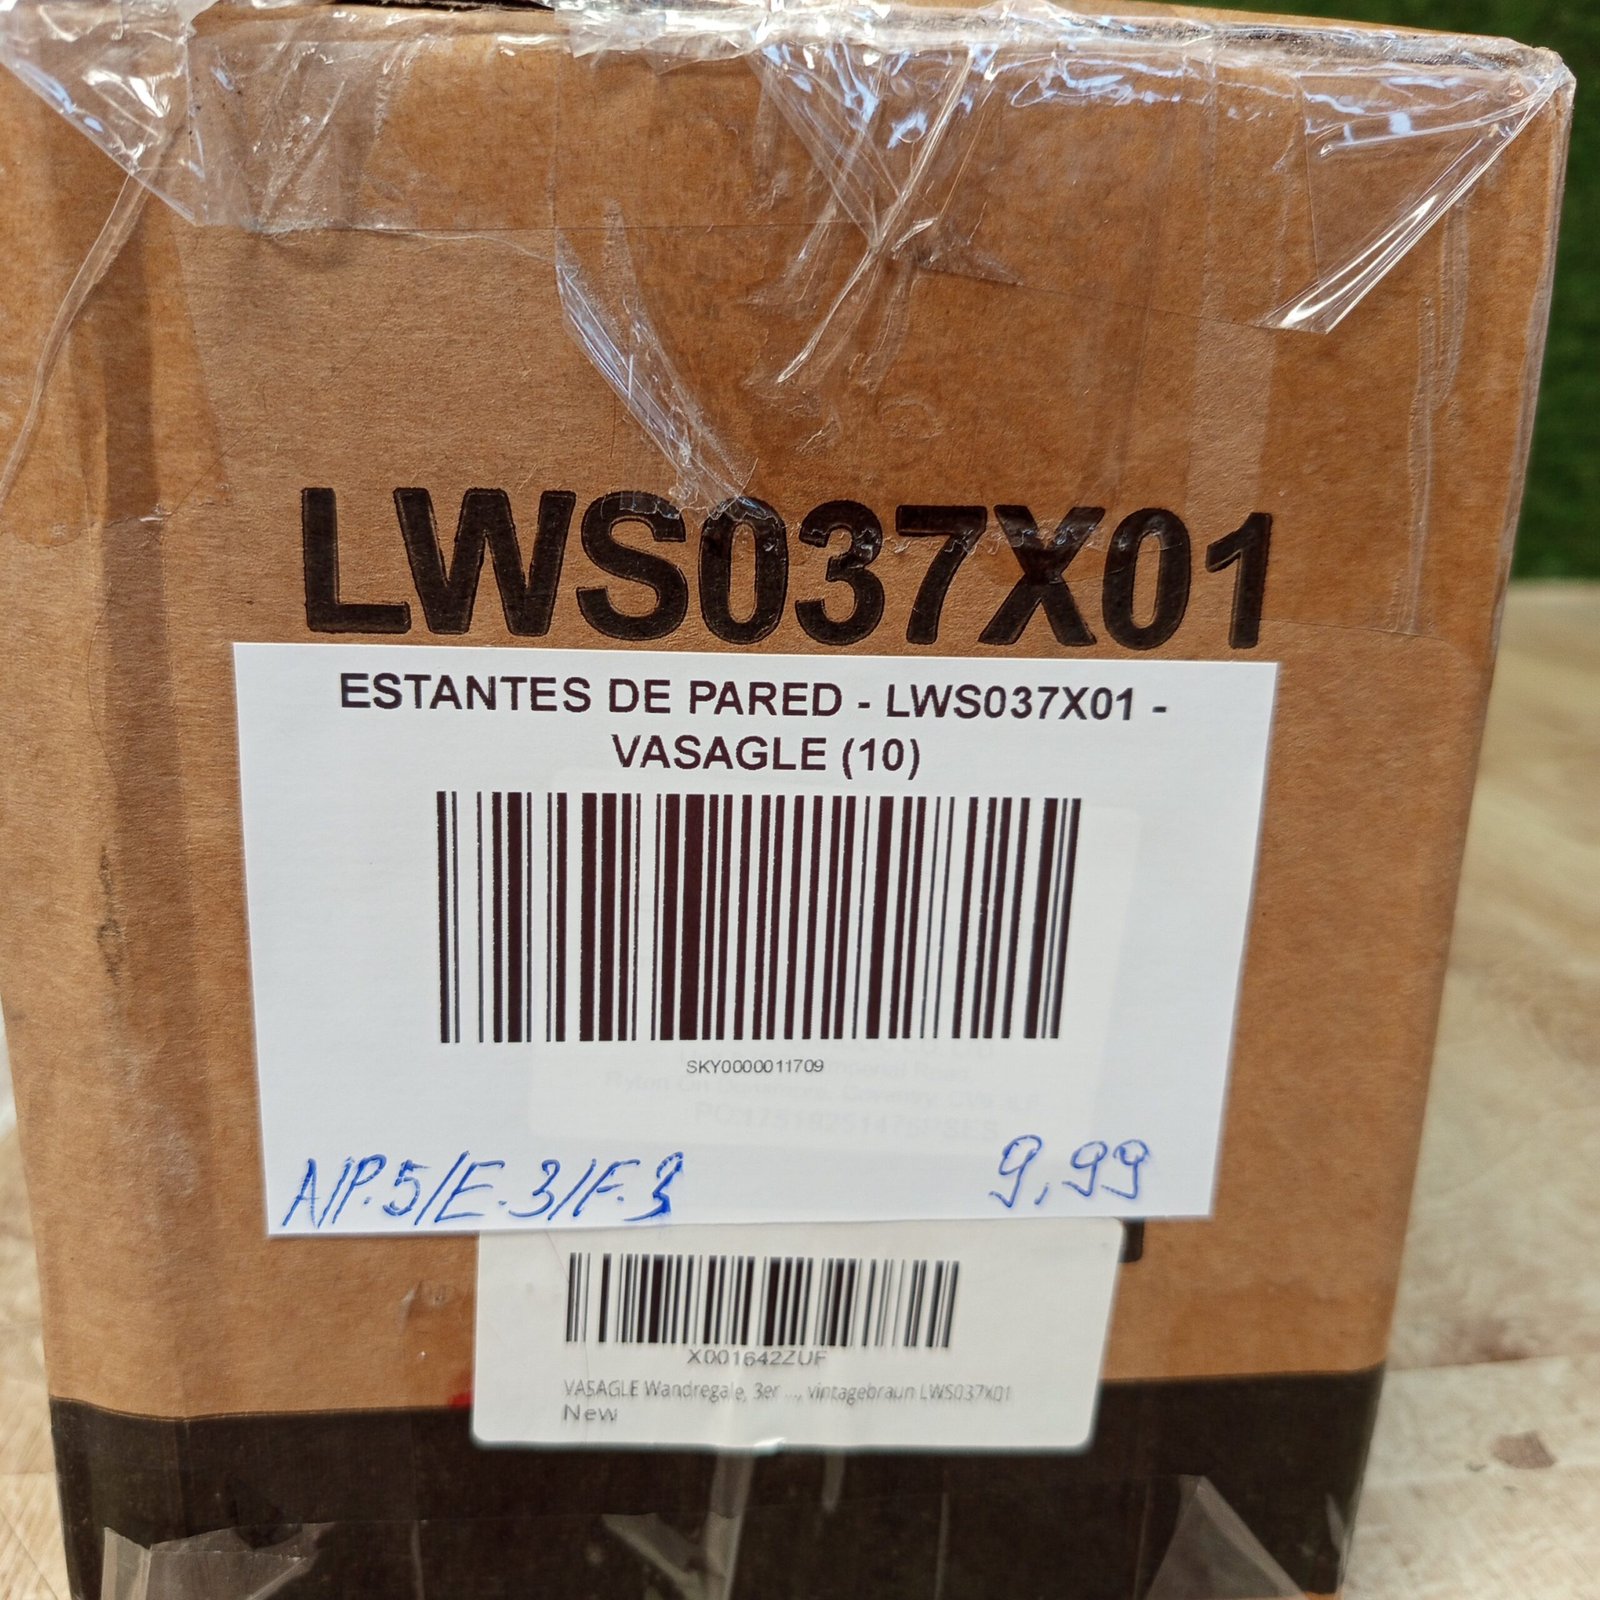 LWS037X01
ESTANTES DE PARED - LWS037X01 -
VASAGLE (10)
SKY0000011709
A/P.5/E.3/F.3
9,99
X001642ZUF
VASAGLE Wandregale, 3er ..., vintagebraun LWS037X01
New